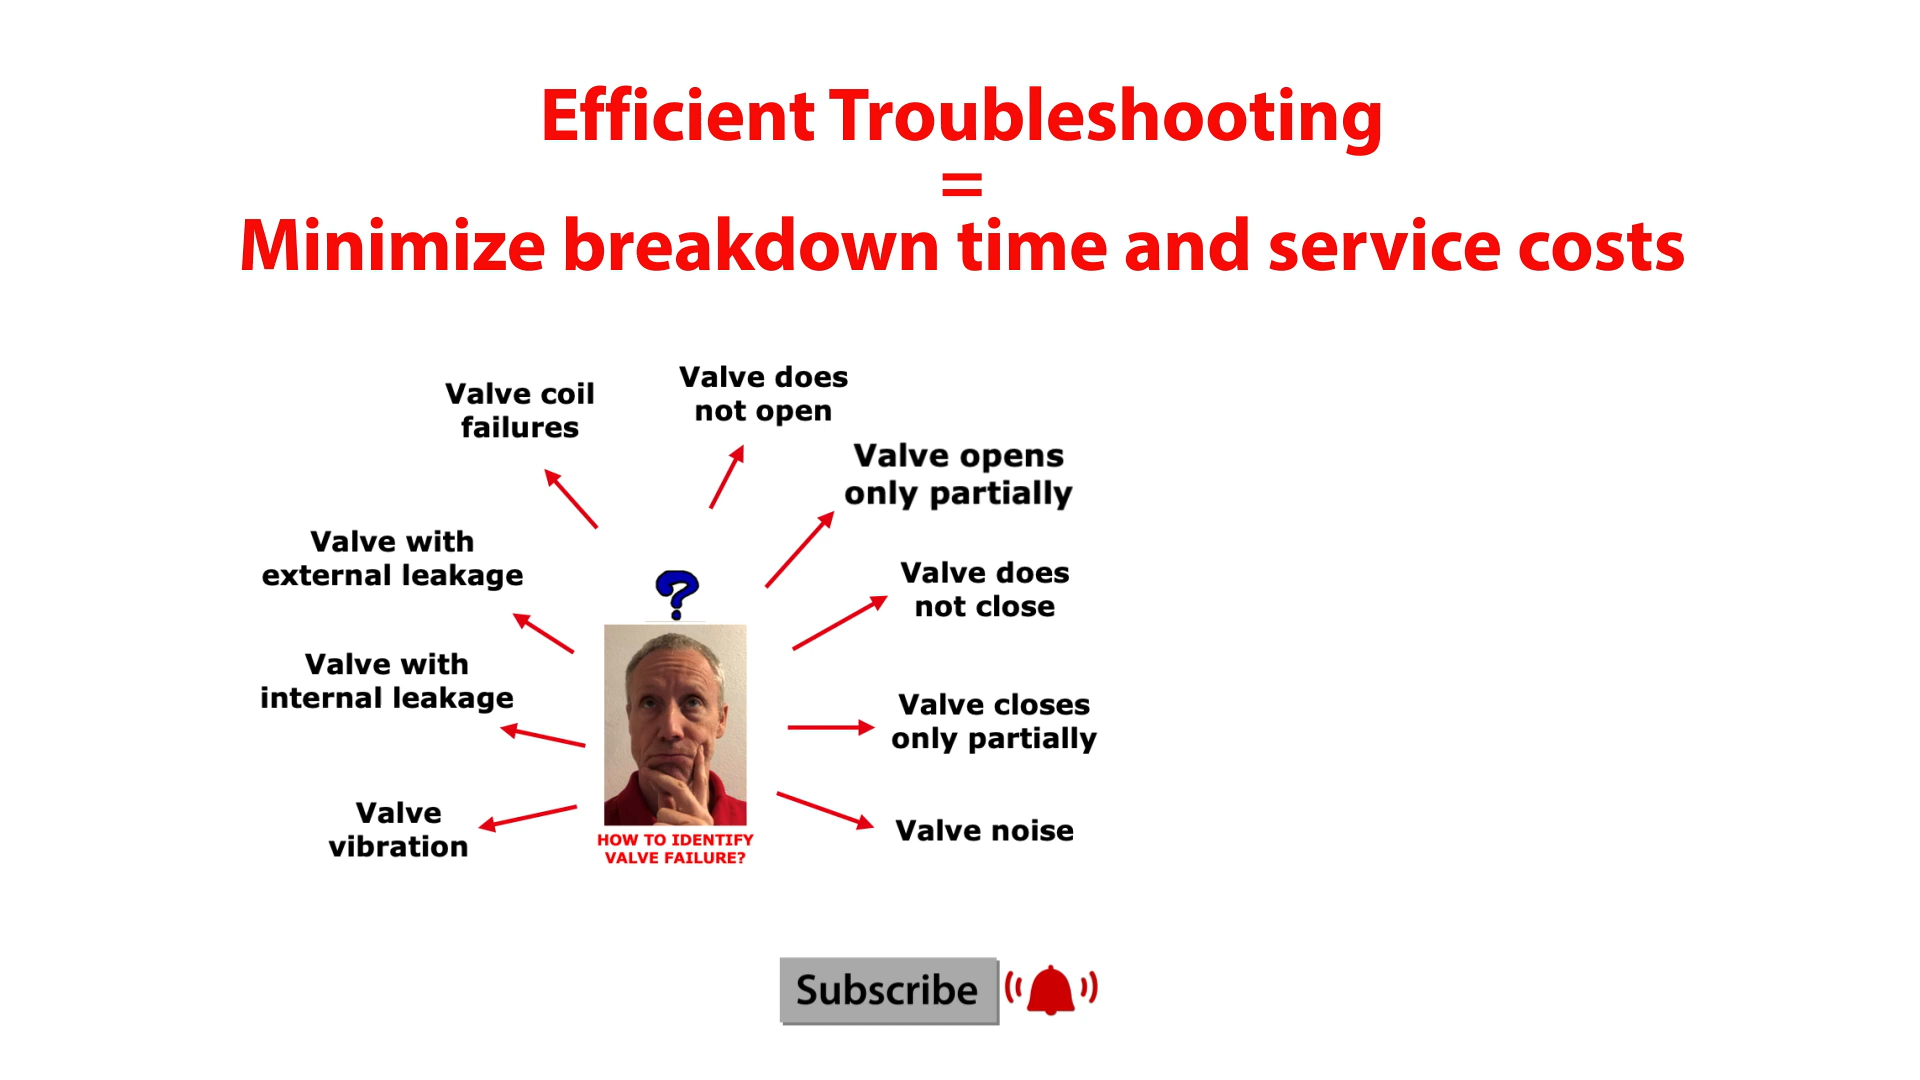 Efficient Troubleshooting
=
Minimize breakdown time and service costs
Valve coil
failures
Valve does
not open
Valve opens
only partially
Valve with
external leakage
Valve does
not close
?
Valve with
internal leakage
Valve closes
only partially
Valve
vibration
Valve noise
HOW TO IDENTIFY
VALVE FAILURE?
Subscribe